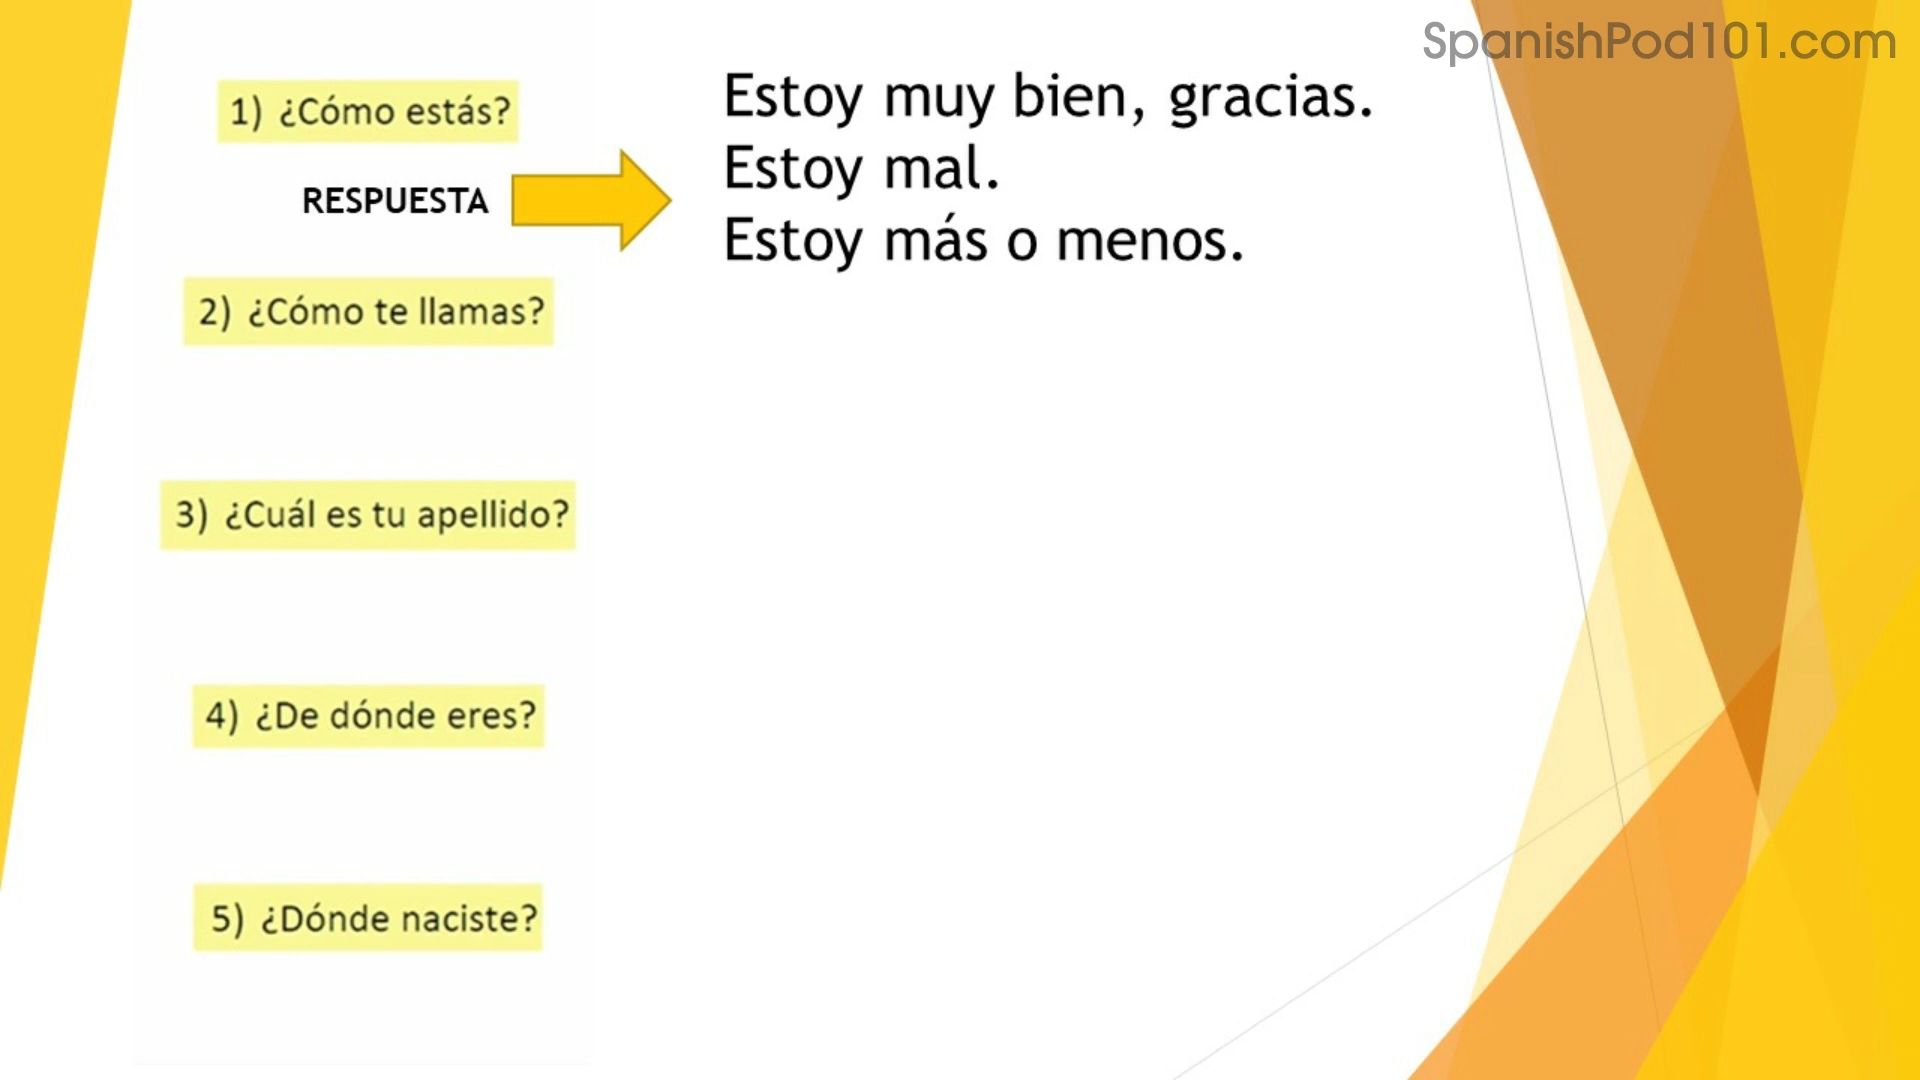 SpanishPod101.com
1) ¿Cómo estás?
RESPUESTA
Estoy muy bien, gracias.
Estoy mal.
Estoy más o menos.
2) ¿Cómo te llamas?
3) ¿Cuál es tu apellido?
4) ¿De dónde eres?
5) ¿Dónde naciste?